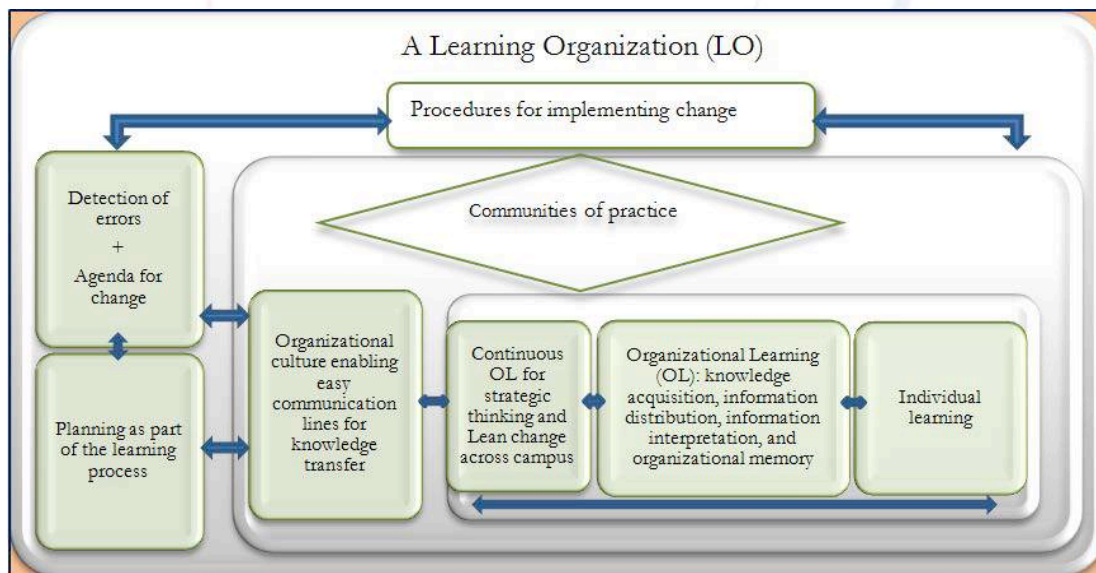 A Learning Organization (LO)
Procedures for implementing change
Detection of
errors
+
Agenda for
change
Communities of practice
Planning as part
of the learning
process
Organizational
culture enabling
easy
communication
lines for
knowledge
transfer
Continuous
OL for
strategic
thinking and
Lean change
across campus
Organizational Learning
(OL): knowledge
acquisition, information
distribution, information
interpretation, and
organizational memory
Individual
learning